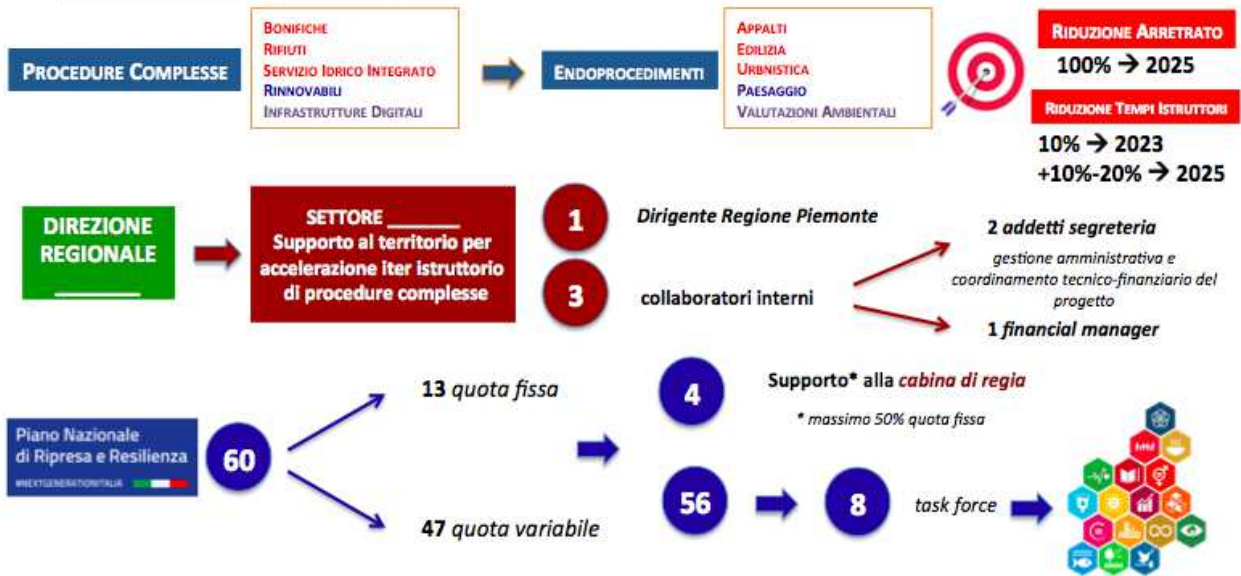 PROCEDURE COMPLESSE
BONIFICHE
RIFIUTI
SERVIZIO IDRICO INTEGRATO
RINNOVABILI
INFRASTRUTTURE DIGITALI
ENDOPROCEDIMENTI
APPALTI
EDILIZIA
URBNISTICA
PAESAGGIO
VALUTAZIONI AMBIENTALI
RIDUZIONE ARRETRATO
100% → 2025
RIDUZIONE TEMPI ISTRUTTORI
10% → 2023
+10%-20% → 2025
DIREZIONE
REGIONALE
________
SETTORE _______
Supporto al territorio per
accelerazione iter istruttorio
di procedure complesse
1
Dirigente Regione Piemonte
3
collaboratori interni
2 addetti segreteria
gestione amministrativa e
coordinamento tecnico-finanziario del
progetto
1 financial manager
Piano Nazionale
di Ripresa e Resilienza
#NEXTGENERATIONITALIA
60
13 quota fissa
47 quota variabile
4
Supporto* alla cabina di regia
* massimo 50% quota fissa
56
8
task force